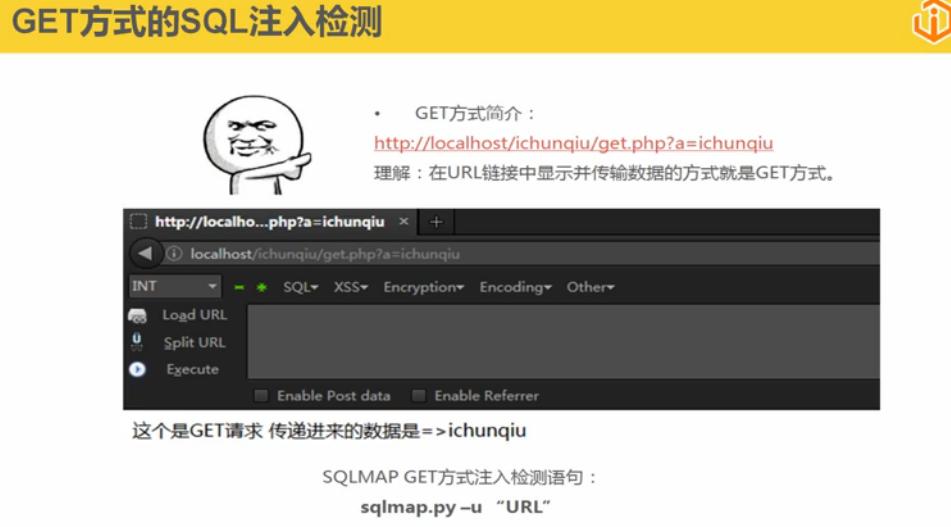 GET方式的SQL注入检测
• GET方式简介：
http://localhost/ichunqiu/get.php?a=ichunqiu
理解：在URL链接中显示并传输数据的方式就是GET方式。
http://localho...php?a=ichunqiu × +
localhost/ichunqiu/get.php?a=ichunqiu
INT SQL XSS Encryption Encoding Other
Load URL
Split URL
Execute
Enable Post data Enable Referrer
这个是GET请求 传递进来的数据是=>ichunqiu
SQLMAP GET方式注入检测语句：
sqlmap.py –u “URL”